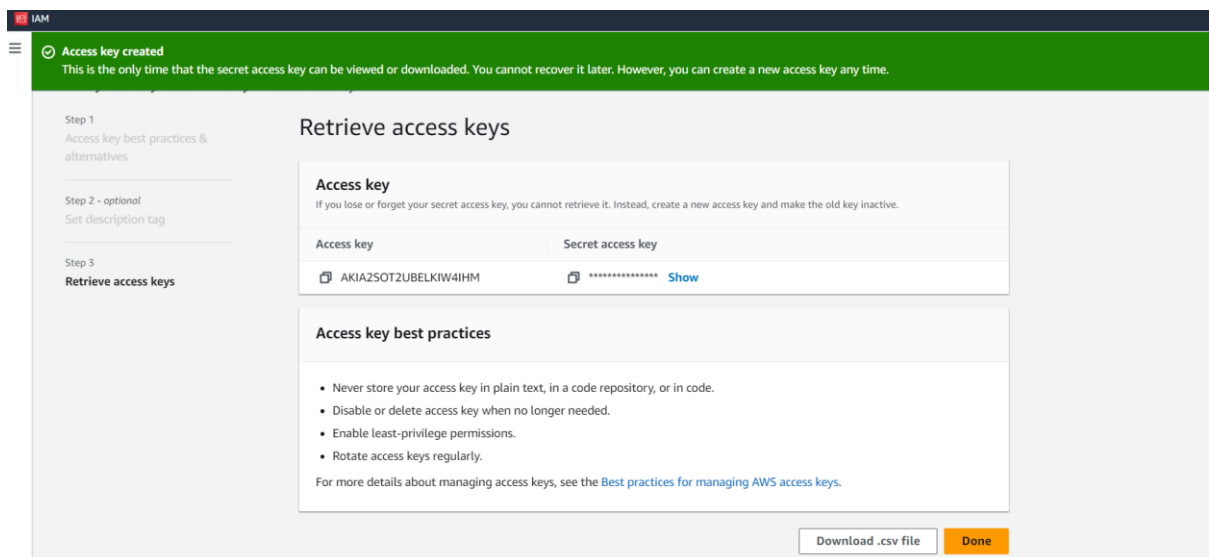 IAM
Access key created
This is the only time that the secret access key can be viewed or downloaded. You cannot recover it later. However, you can create a new access key any time.
Step 1
Access key best practices &
alternatives
Step 2 - optional
Set description tag
Step 3
Retrieve access keys
Retrieve access keys
Access key
If you lose or forget your secret access key, you cannot retrieve it. Instead, create a new access key and make the old key inactive.
Access key Secret access key
AKIA2SOT2UBELKIW4IHM *************** Show
Access key best practices
• Never store your access key in plain text, in a code repository, or in code.
• Disable or delete access key when no longer needed.
• Enable least-privilege permissions.
• Rotate access keys regularly.
For more details about managing access keys, see the Best practices for managing AWS access keys.
Download .csv file Done